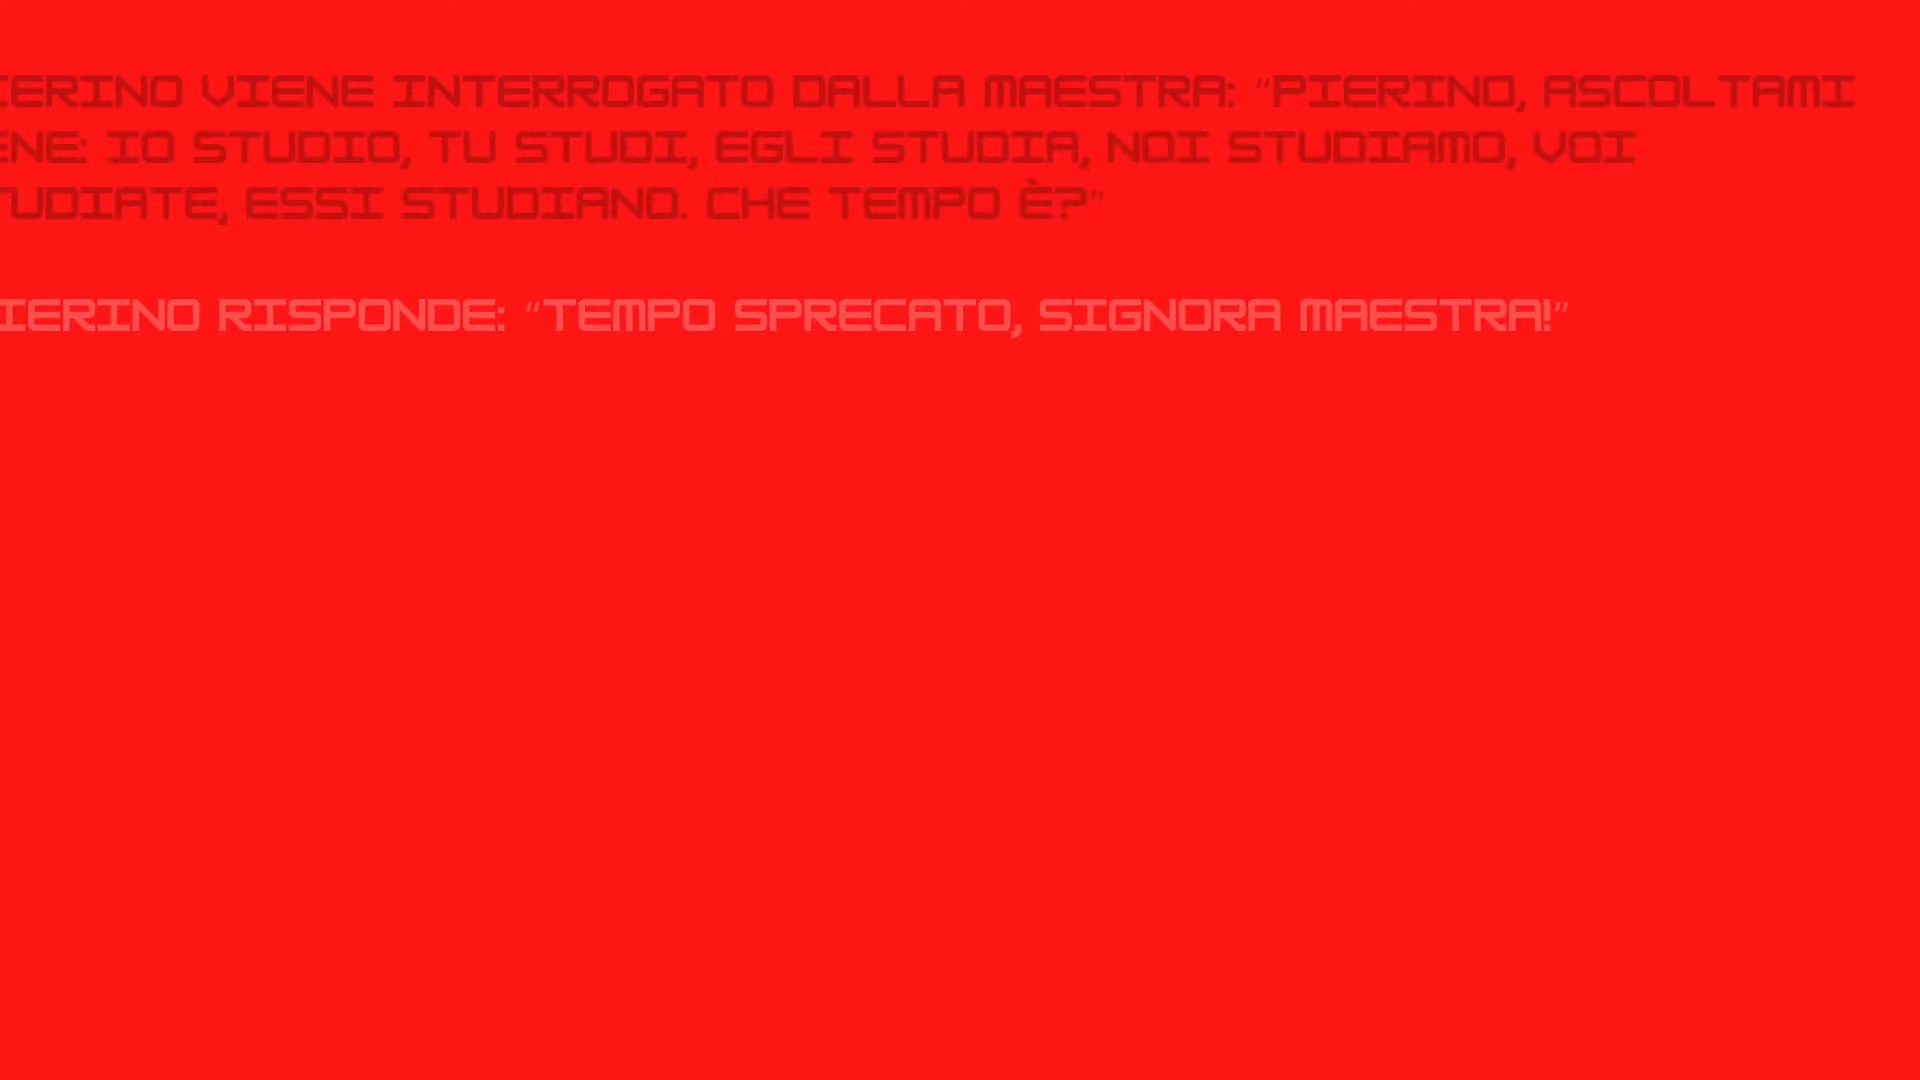 IERINO VIENE INTERROGATO DALLA MAESTRA: "PIERINO, ASCOLTAMI
ENE: IO STUDIO, TU STUDI, EGLI STUDIA, NOI STUDIAMO, VOI
TUDIATE, ESSI STUDIANO. CHE TEMPO È?"
IERINO RISPONDE: "TEMPO SPRECATO, SIGNORA MAESTRA!"